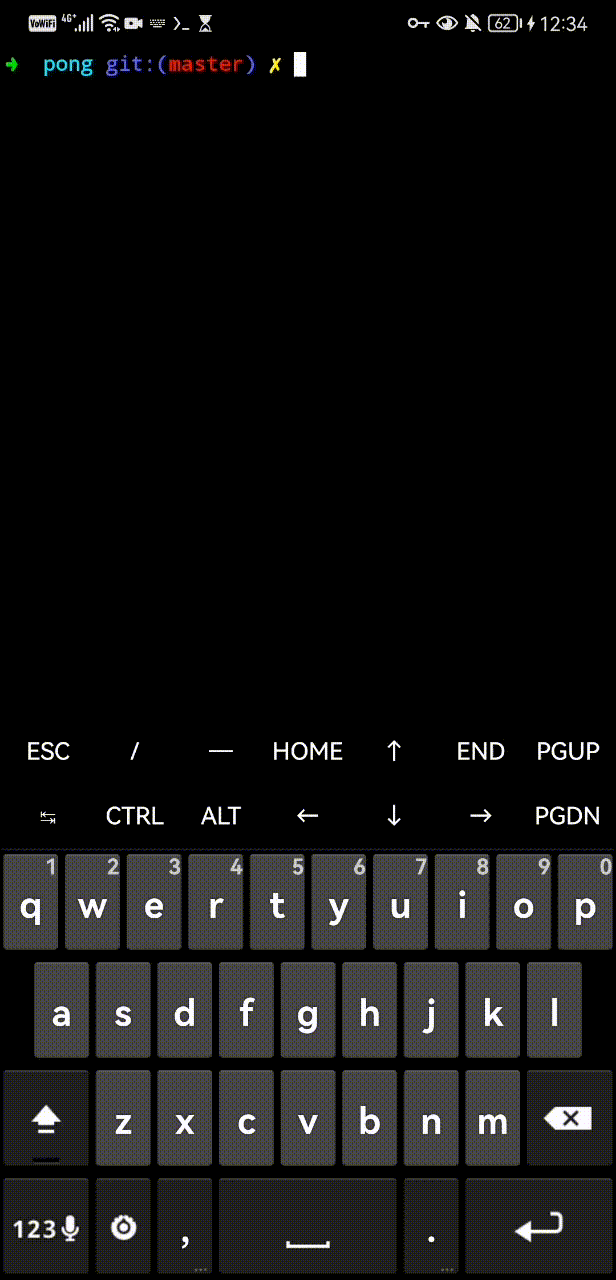 VoWiFi 4G+ 62 12:34
➜ pong git:(master) ✗
ESC / — HOME ↑ END PGUP
↹ CTRL ALT ← ↓ → PGDN
1 2 3 4 5 6 7 8 9 0
q w e r t y u i o p
a s d f g h j k l
z x c v b n m
123 , .